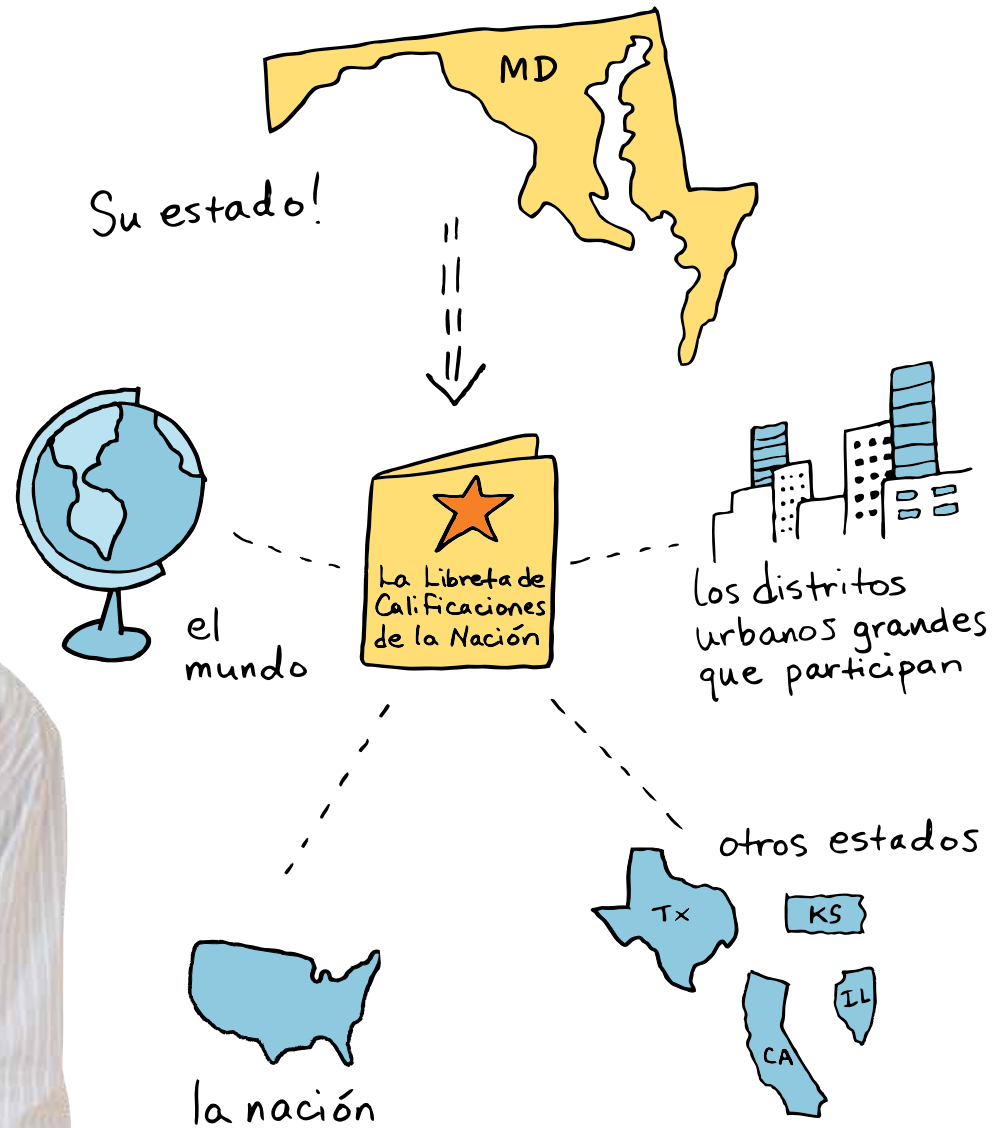 MD
Su estado!
La Libreta de
Calificaciones
de la Nación
el
mundo
los distritos
urbanos grandes
que participan
otros estados
TX
KS
CA
IL
la nación